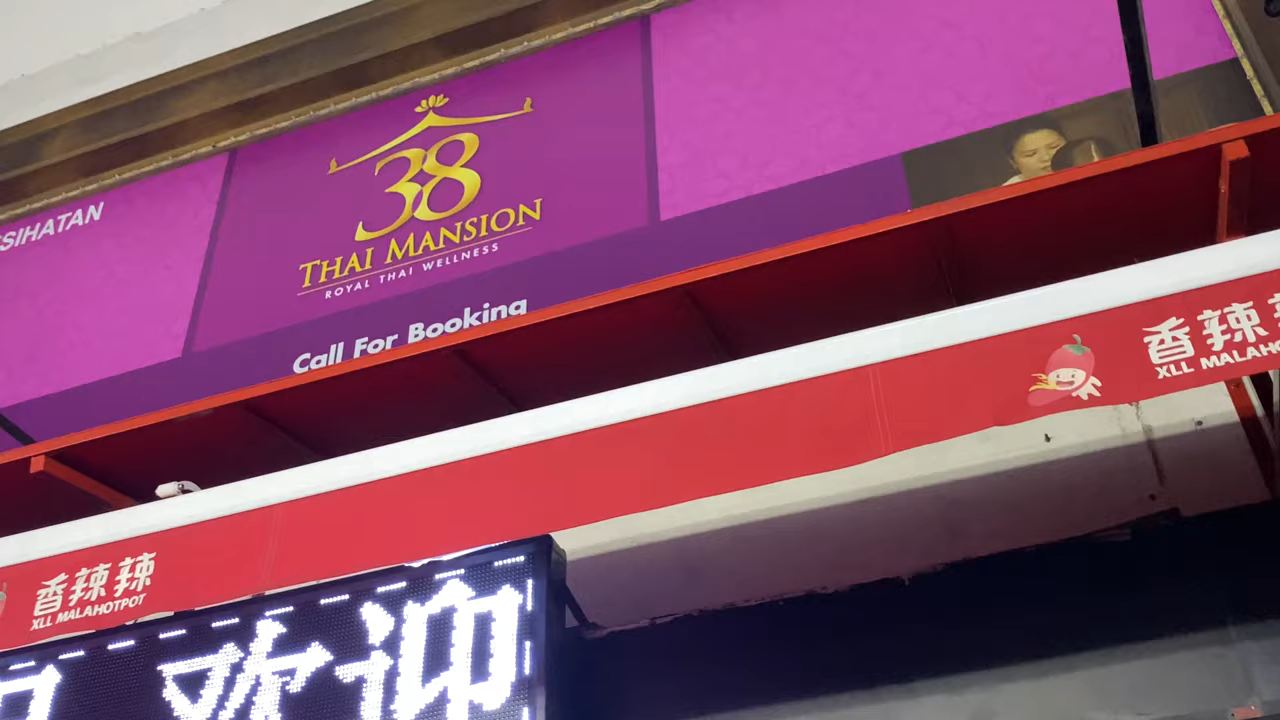 SIHATAN
38
THAI MANSION
ROYAL THAI WELLNESS
Call For Booking
香辣
XLL MALAHO
香辣辣
XLL MALAHOTPOT
欢迎